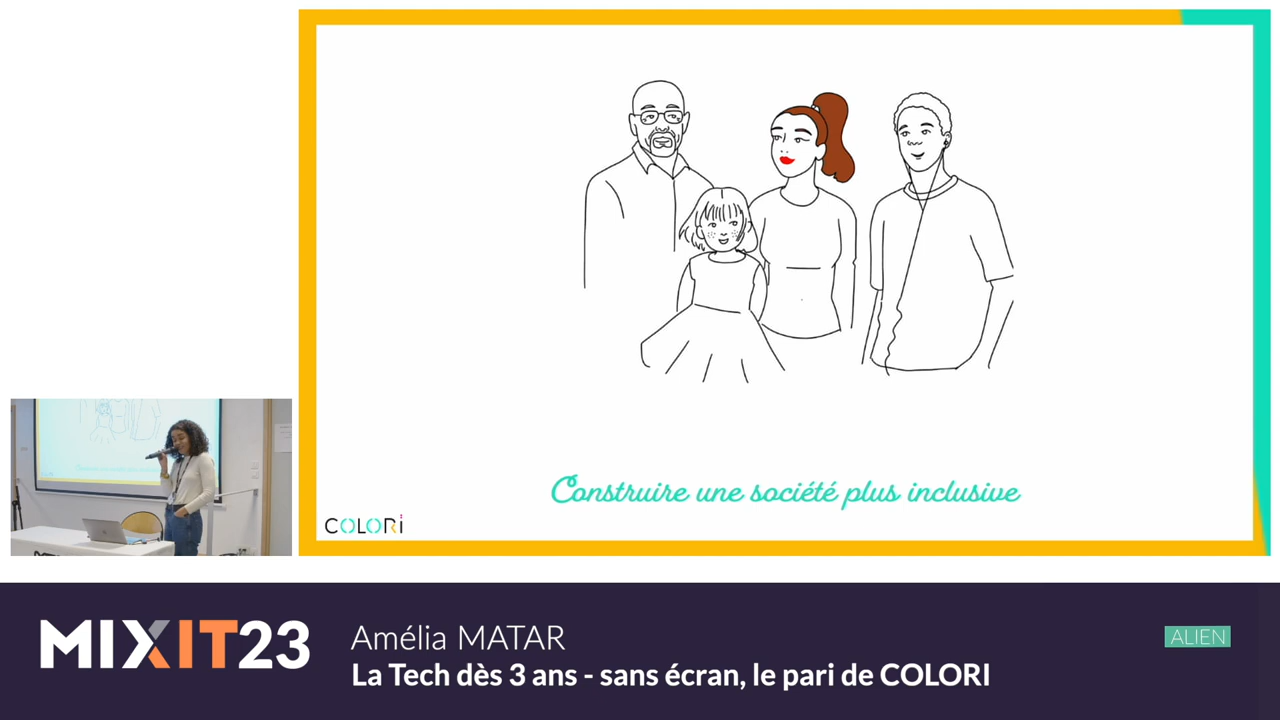 Construire une société plus inclusive
COLORi
MIXIT23
Amélia MATAR
ALIEN
La Tech dès 3 ans - sans écran, le pari de COLORI